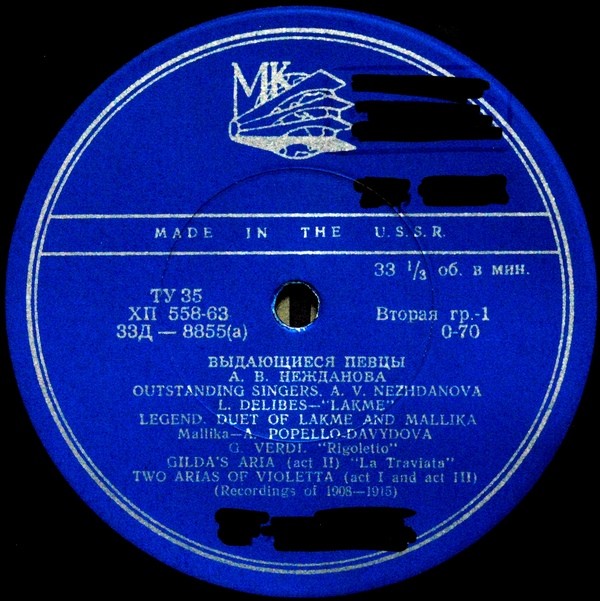 МК
MADE IN THE U.S.S.R.
33 1/3 об. в мин.
ТУ 35
ХП 558-63
33Д — 8855(а)
Вторая гр.-1
0-70
ВЫДАЮЩИЕСЯ ПЕВЦЫ
А. В. НЕЖДАНОВА
OUTSTANDING SINGERS. A. V. NEZHDANOVA
L. DELIBES—"LAKME"
LEGEND. DUET OF LAKME AND MALLIKA
Mallika—A. POPELLO-DAVYDOVA
G. VERDI. "Rigoletto"
GILDA'S ARIA (act II) "La Traviata"
TWO ARIAS OF VIOLETTA (act I and act III)
(Recordings of 1908—1915)